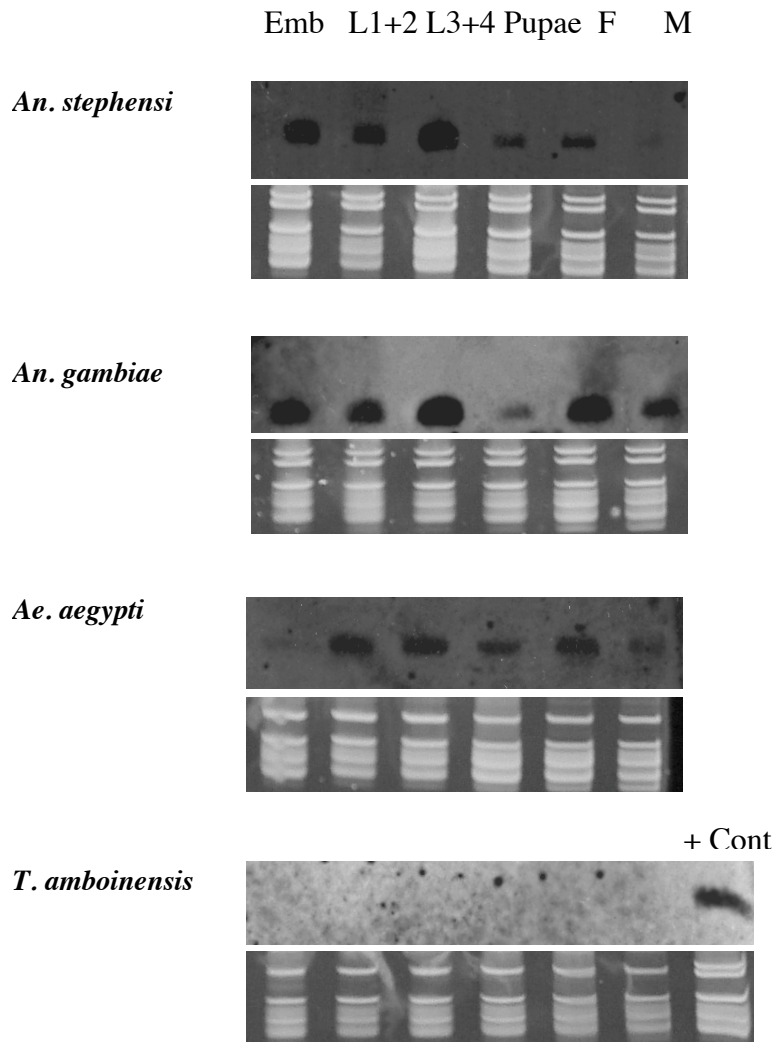 Emb L1+2 L3+4 Pupae F M
An. stephensi
An. gambiae
Ae. aegypti
+ Cont
T. amboinensis